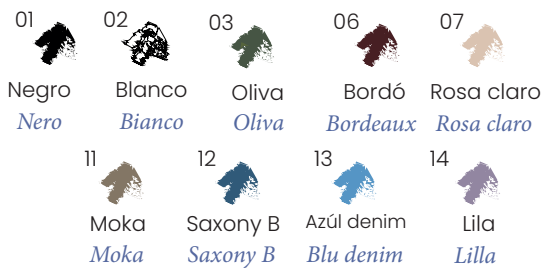 01 02 03 06 07
Negro Blanco Oliva Bordó Rosa claro
Nero Bianco Oliva Bordeaux Rosa claro
11 12 13 14
Moka Saxony B Azúl denim Lila
Moka Saxony B Blu denim Lilla